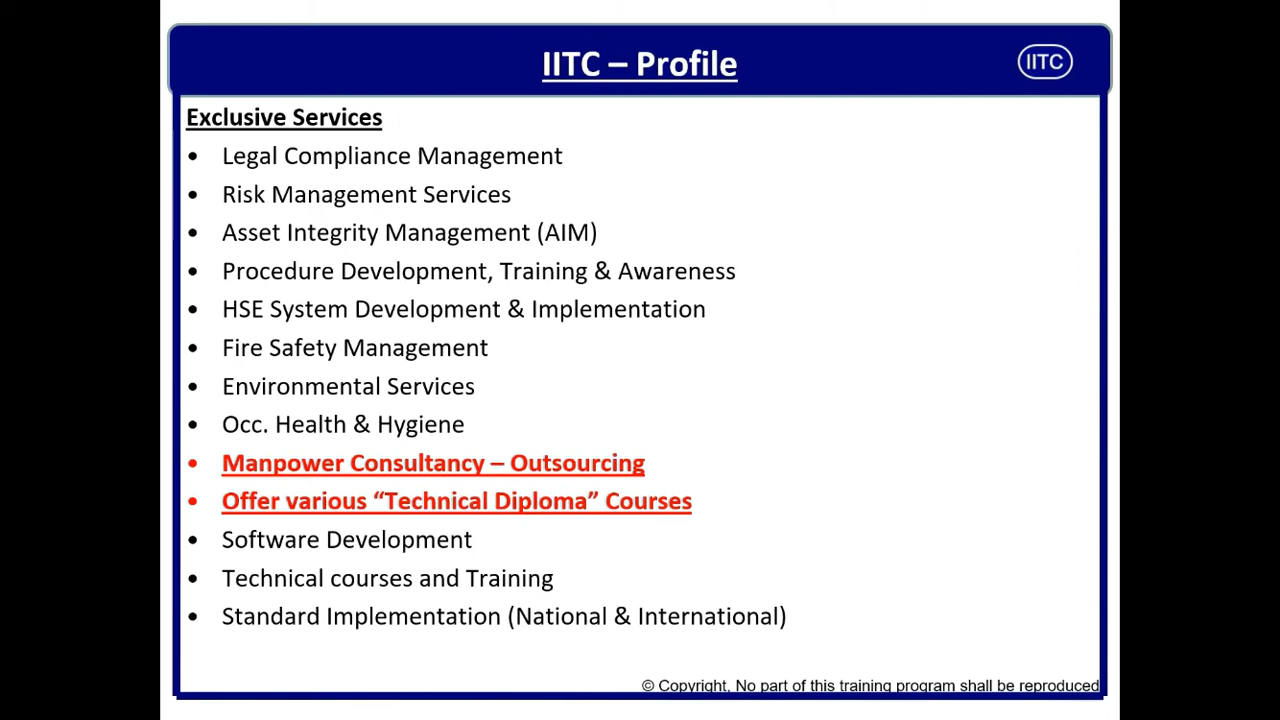 IITC – Profile
IITC
Exclusive Services
• Legal Compliance Management
• Risk Management Services
• Asset Integrity Management (AIM)
• Procedure Development, Training & Awareness
• HSE System Development & Implementation
• Fire Safety Management
• Environmental Services
• Occ. Health & Hygiene
• Manpower Consultancy – Outsourcing
• Offer various “Technical Diploma” Courses
• Software Development
• Technical courses and Training
• Standard Implementation (National & International)
© Copyright, No part of this training program shall be reproduced